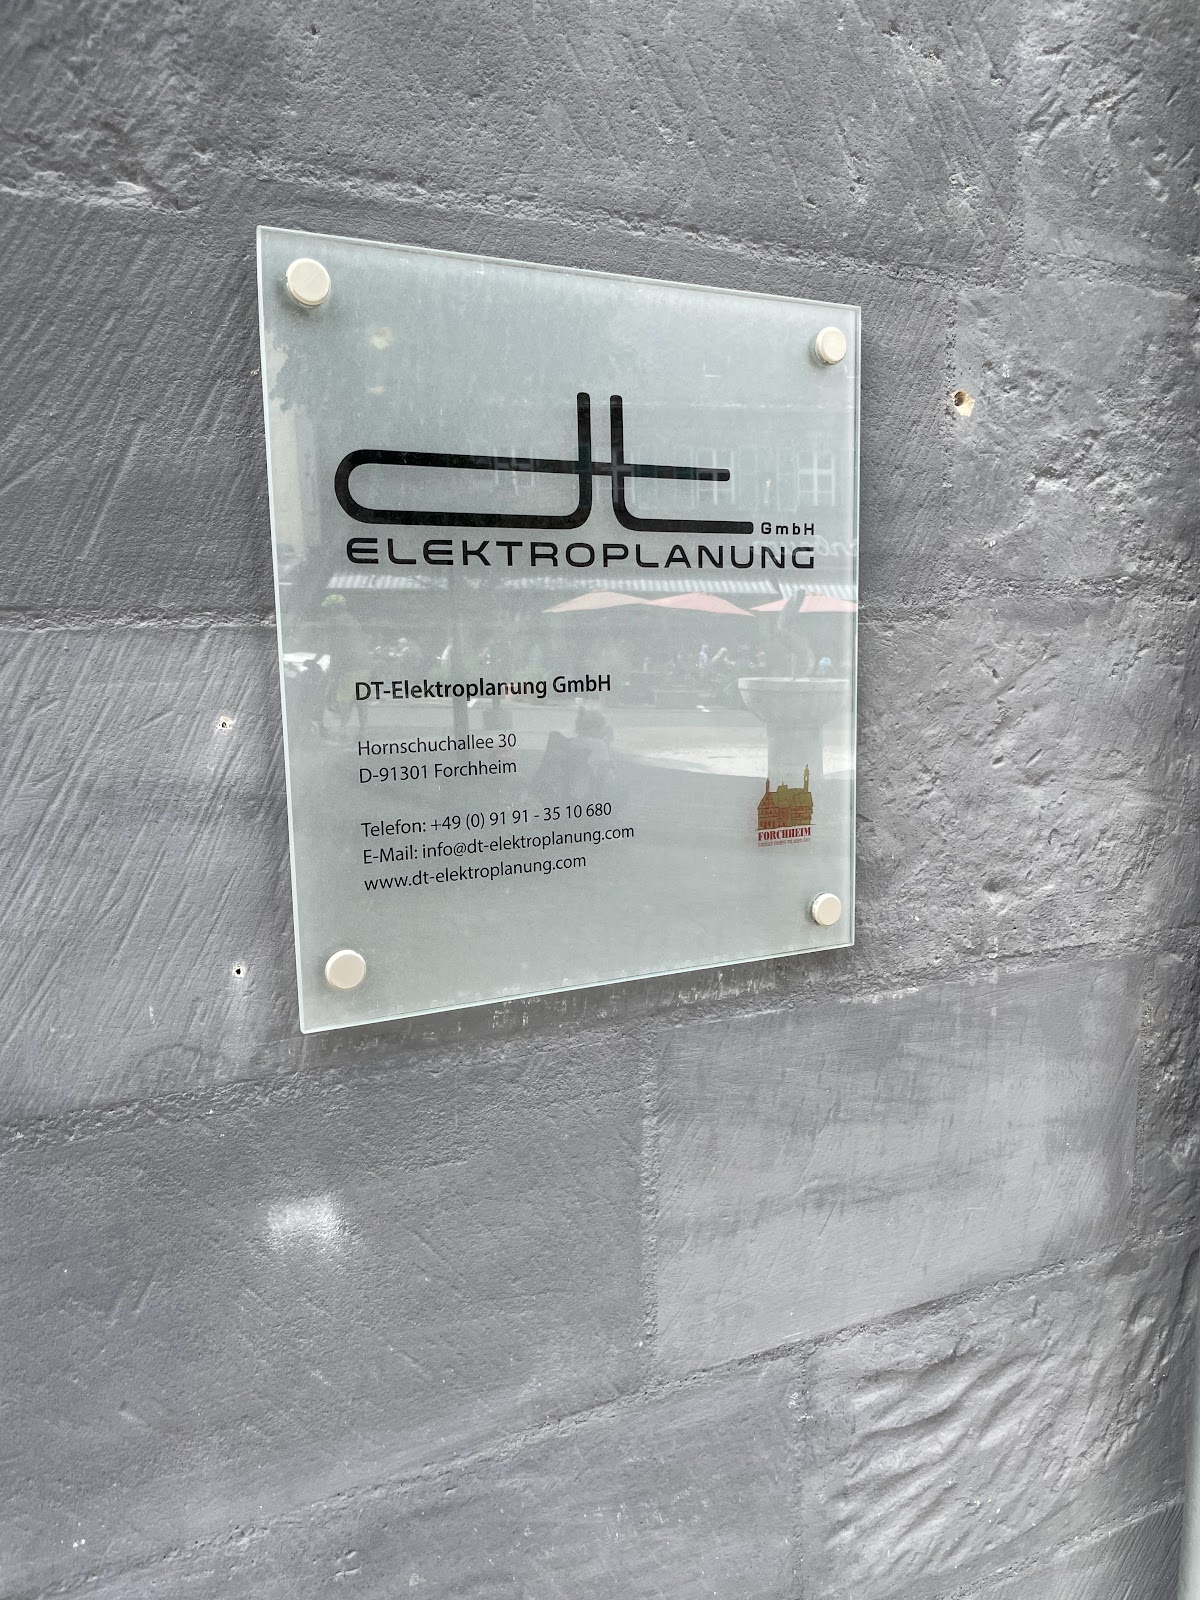 dt GmbH
ELEKTROPLANUNG
DT-Elektroplanung GmbH
Hornschuchallee 30
D-91301 Forchheim
Telefon: +49 (0) 91 91 - 35 10 680
E-Mail: info@dt-elektroplanung.com
www.dt-elektroplanung.com
FORCHHEIM